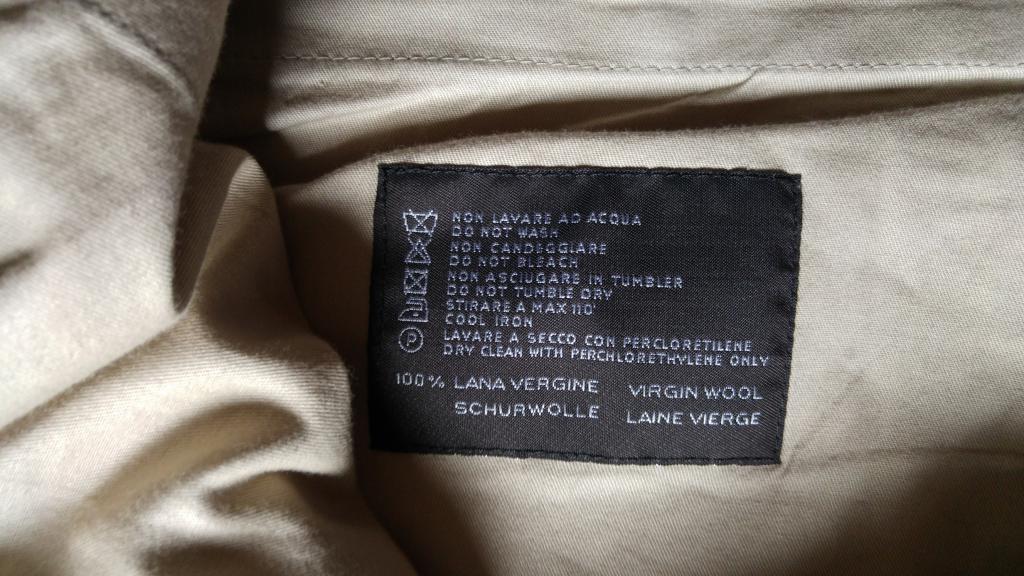 NON LAVARE AD ACQUA
DO NOT WASH
NON CANDEGGIARE
DO NOT BLEACH
NON ASCIUGARE IN TUMBLER
DO NOT TUMBLE DRY
STIRARE A MAX 110°
COOL IRON
P LAVARE A SECCO CON PERCLORETILENE
DRY CLEAN WITH PERCHLORETHYLENE ONLY
100% LANA VERGINE VIRGIN WOOL
SCHURWOLLE LAINE VIERGE